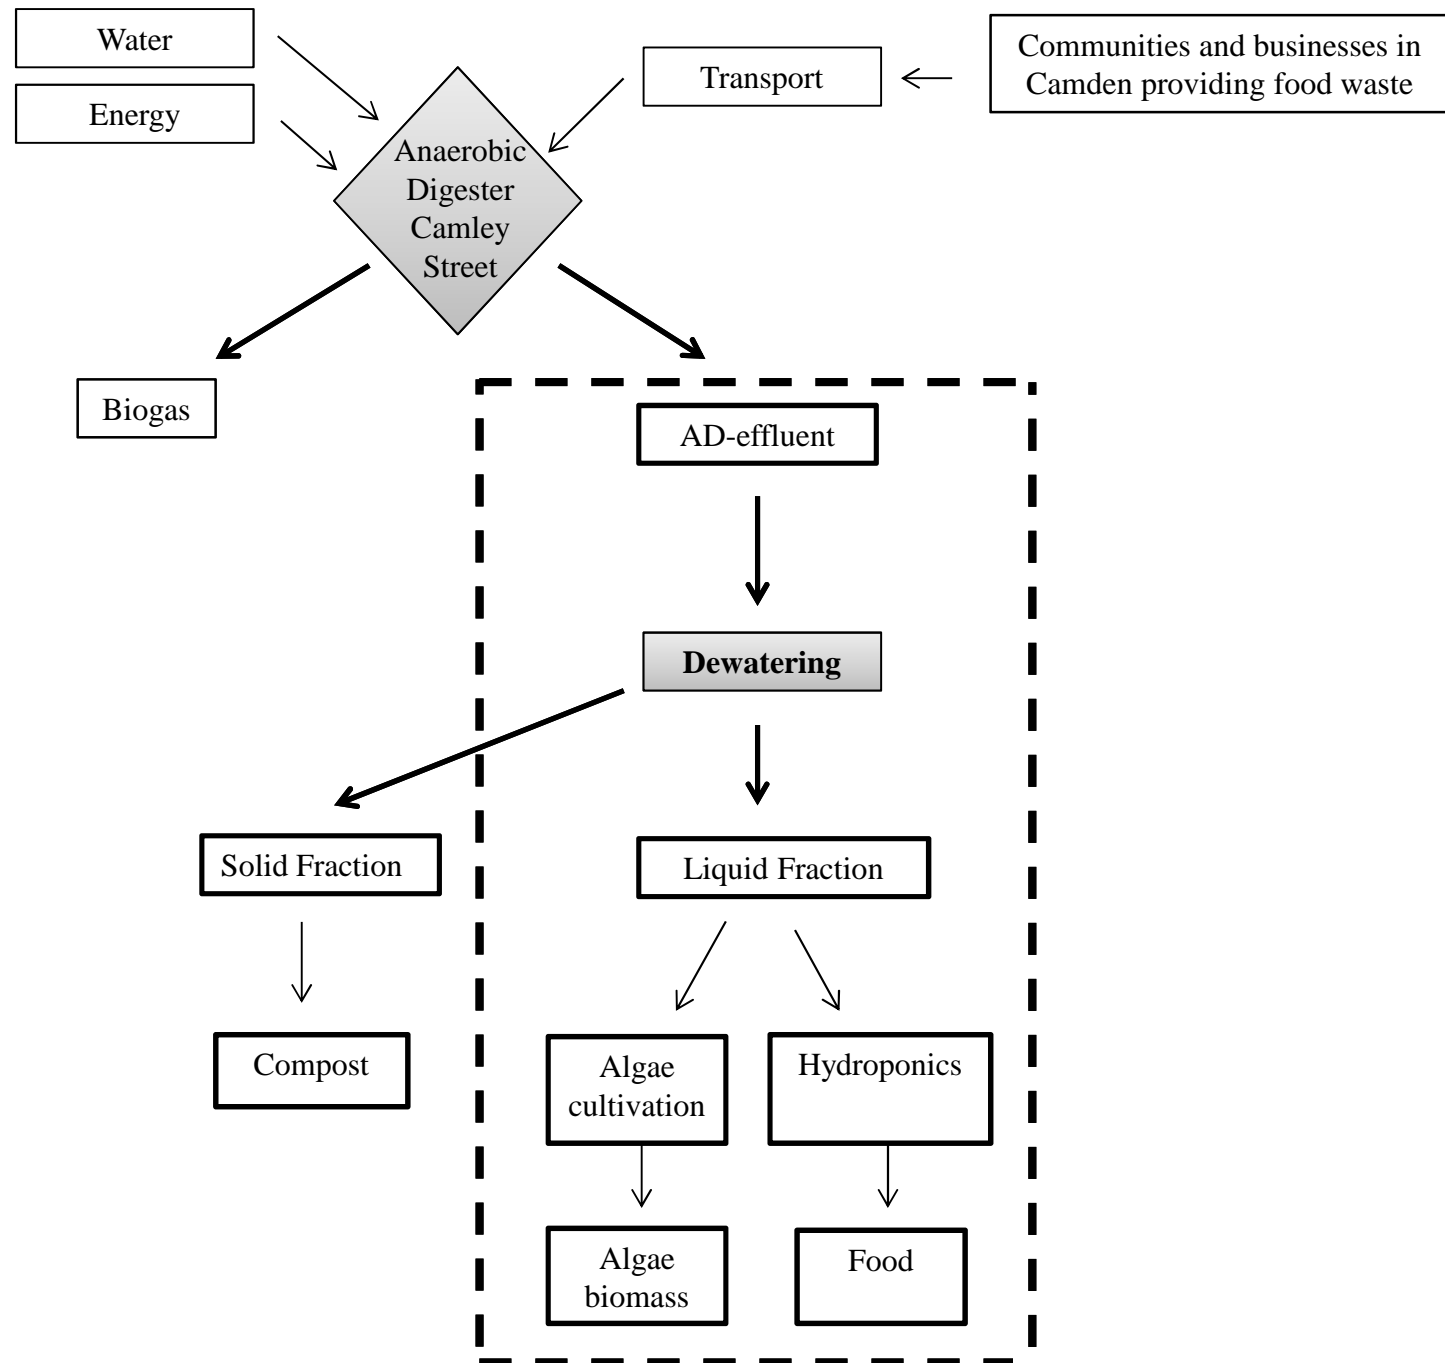 Water
Energy
Transport
Communities and businesses in
Camden providing food waste
Anaerobic
Digester
Camley
Street
Biogas
AD-effluent
Dewatering
Solid Fraction
Liquid Fraction
Compost
Algae
cultivation
Hydroponics
Algae
biomass
Food